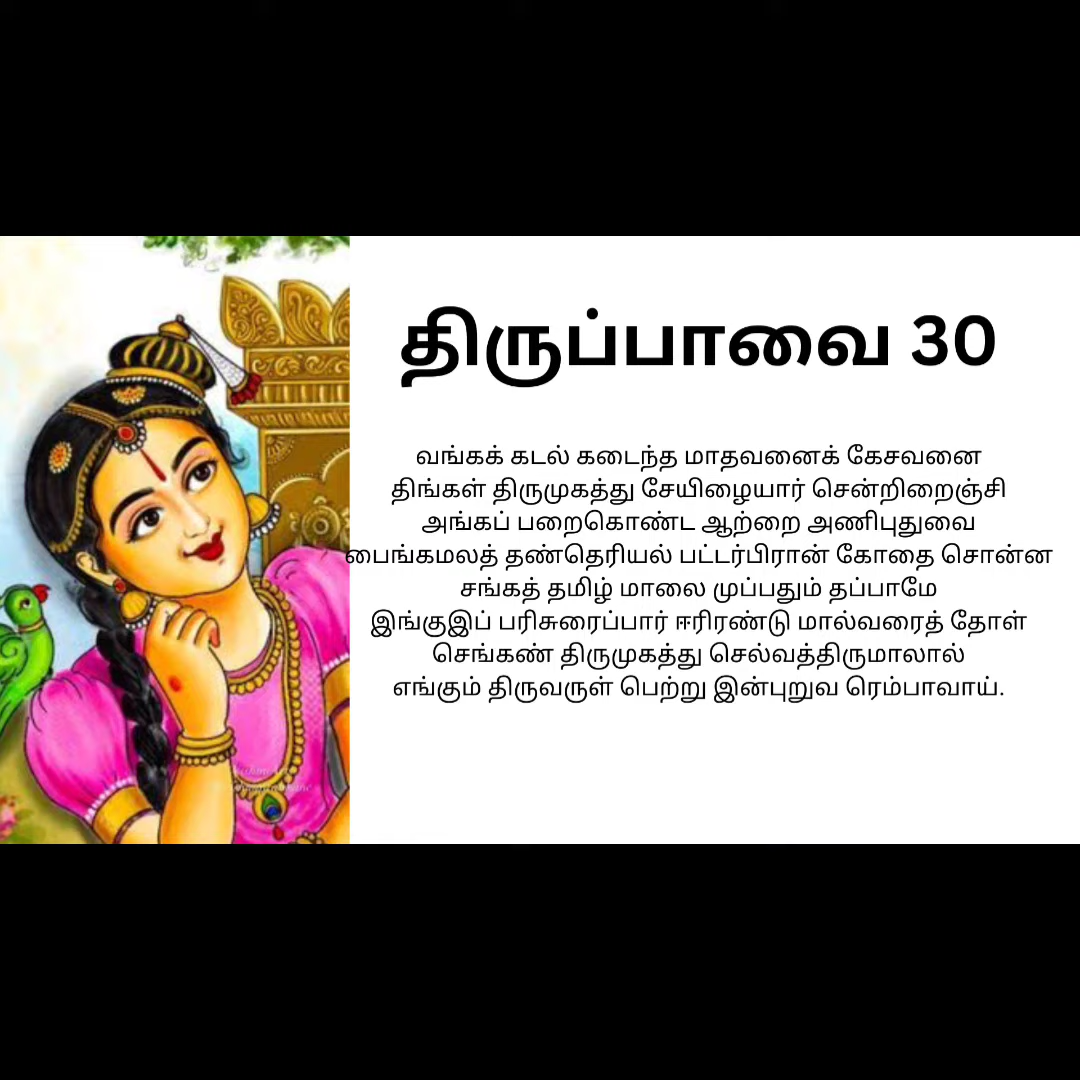 திருப்பாவை 30
வங்கக் கடல் கடைந்த மாதவனைக் கேசவனை
திங்கள் திருமுகத்து சேயிழையார் சென்றிறைஞ்சி
அங்கப் பறைகொண்ட ஆற்றை அணிபுதுவை
பைங்கமலத் தண்தெரியல் பட்டர்பிரான் கோதை சொன்ன
சங்கத் தமிழ் மாலை முப்பதும் தப்பாமே
இங்குஇப் பரிசுரைப்பார் ஈரிரண்டு மால்வரைத் தோள்
செங்கண் திருமுகத்து செல்வத்திருமாலால்
எங்கும் திருவருள் பெற்று இன்புறுவ ரெம்பாவாய்.